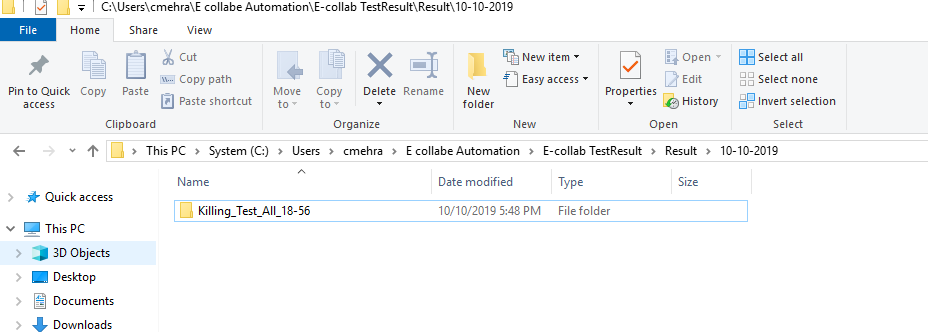 C:\Users\cmehra\E collabe Automation\E-collab TestResult\Result\10-10-2019
File Home Share View
Pin to Quick access
Copy
Paste
Cut
Copy path
Paste shortcut
Clipboard
Move to
Copy to
Delete
Rename
Organize
New folder
New item
Easy access
New
Properties
Open
Edit
History
Open
Select all
Select none
Invert selection
Select
This PC System (C:) Users cmehra E collabe Automation E-collab TestResult Result 10-10-2019
Name Date modified Type Size
Quick access
Killing_Test_All_18-56 10/10/2019 5:48 PM File folder
This PC
3D Objects
Desktop
Documents
Downloads